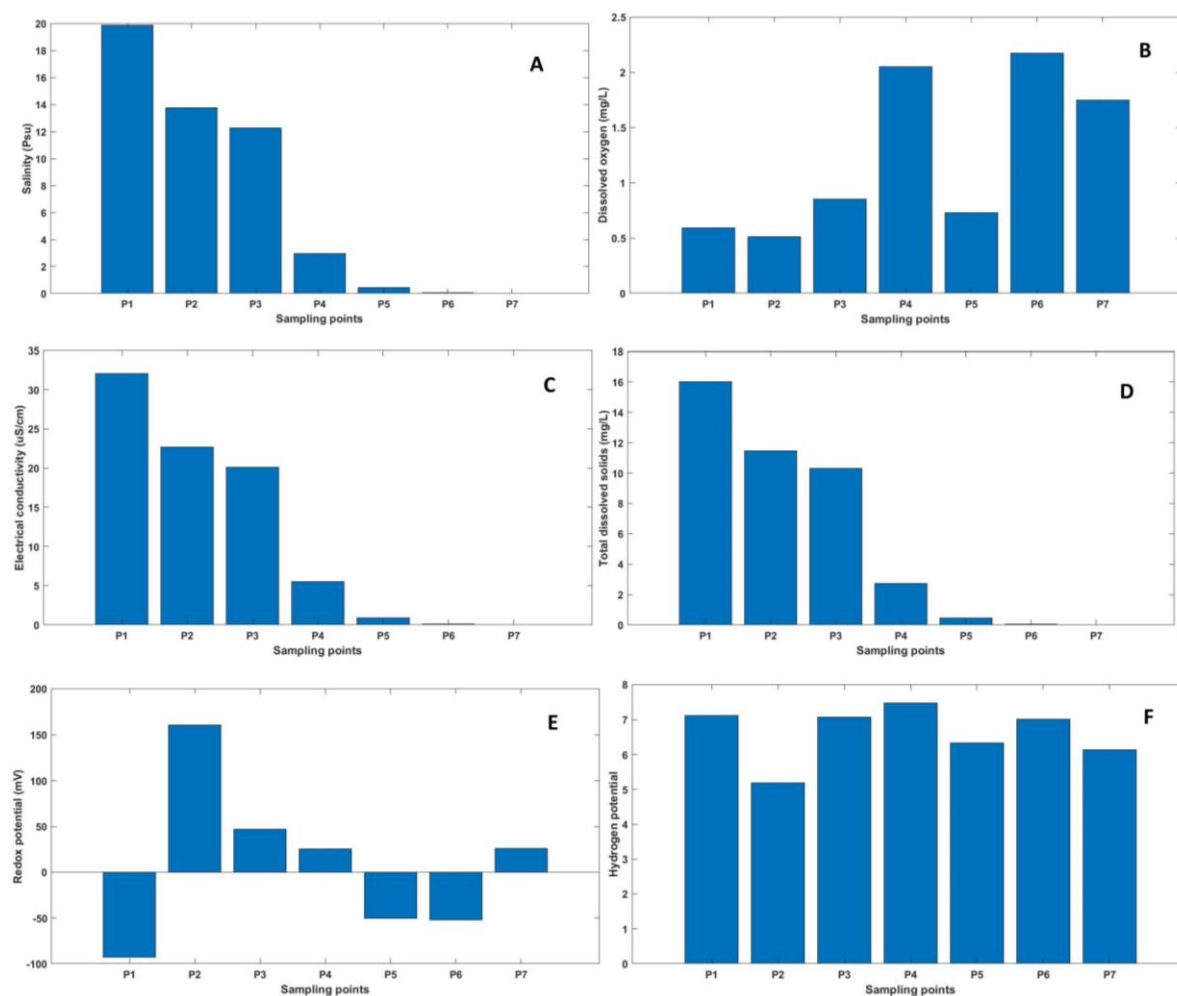 A
Salinity (Psu)
20
18
16
14
12
10
8
6
4
2
0
P1 P2 P3 P4 P5 P6 P7
Sampling points
B
Dissolved oxygen (mg/L)
2.5
2
1.5
1
0.5
0
P1 P2 P3 P4 P5 P6 P7
Sampling points
C
Electrical conductivity (uS/cm)
35
30
25
20
15
10
5
0
P1 P2 P3 P4 P5 P6 P7
Sampling points
D
Total dissolved solids (mg/L)
18
16
14
12
10
8
6
4
2
0
P1 P2 P3 P4 P5 P6 P7
Sampling points
E
Redox potential (mV)
200
150
100
50
0
-50
-100
P1 P2 P3 P4 P5 P6 P7
Sampling points
F
Hydrogen potential
8
7
6
5
4
3
2
1
0
P1 P2 P3 P4 P5 P6 P7
Sampling points